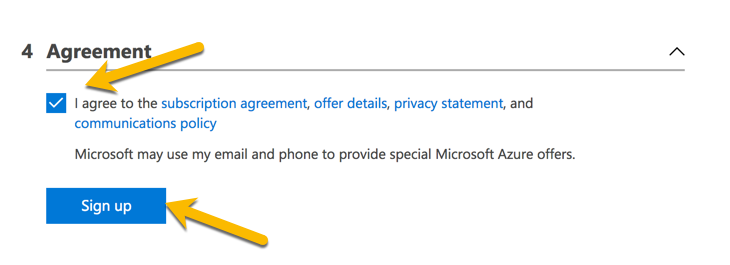 4 Agreement
I agree to the subscription agreement, offer details, privacy statement, and
communications policy
Microsoft may use my email and phone to provide special Microsoft Azure offers.
Sign up